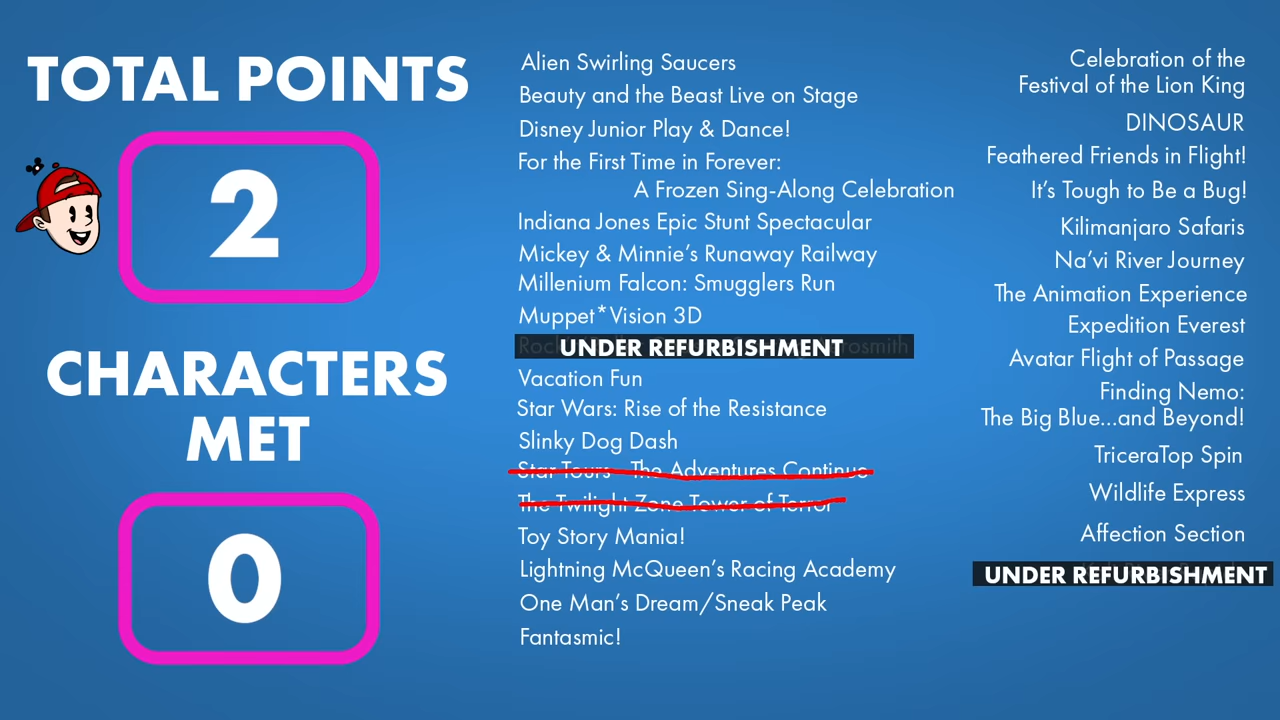 TOTAL POINTS
2
CHARACTERS
MET
0
Alien Swirling Saucers
Beauty and the Beast Live on Stage
Disney Junior Play & Dance!
For the First Time in Forever:
A Frozen Sing-Along Celebration
Indiana Jones Epic Stunt Spectacular
Mickey & Minnie's Runaway Railway
Millenium Falcon: Smugglers Run
Muppet*Vision 3D
UNDER REFURBISHMENT
Vacation Fun
Star Wars: Rise of the Resistance
Slinky Dog Dash
Star Tours - The Adventures Continue
The Twilight Zone Tower of Terror
Toy Story Mania!
Lightning McQueen's Racing Academy
One Man's Dream/Sneak Peak
Fantasmic!
Celebration of the
Festival of the Lion King
DINOSAUR
Feathered Friends in Flight!
It's Tough to Be a Bug!
Kilimanjaro Safaris
Na'vi River Journey
The Animation Experience
Expedition Everest
Avatar Flight of Passage
Finding Nemo:
The Big Blue...and Beyond!
TriceraTop Spin
Wildlife Express
Affection Section
UNDER REFURBISHMENT